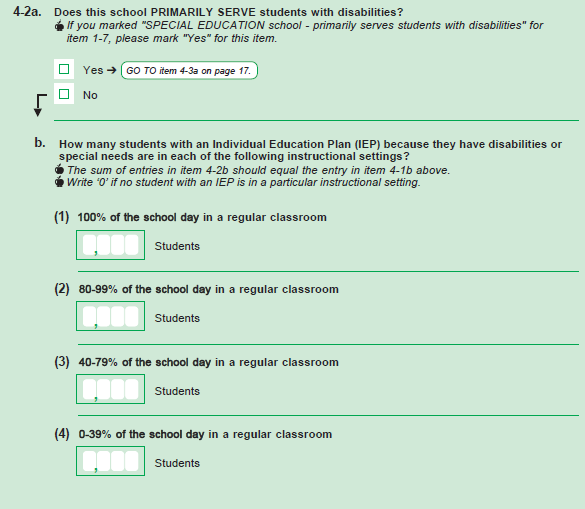 4-2a. Does this school PRIMARILY SERVE students with disabilities?
If you marked "SPECIAL EDUCATION school - primarily serves students with disabilities" for
item 1-7, please mark "Yes" for this item.
Yes → GO TO item 4-3a on page 17.
No
b. How many students with an Individual Education Plan (IEP) because they have disabilities or
special needs are in each of the following instructional settings?
The sum of entries in item 4-2b should equal the entry in item 4-1b above.
Write '0' if no student with an IEP is in a particular instructional setting.
(1) 100% of the school day in a regular classroom
, Students
(2) 80-99% of the school day in a regular classroom
, Students
(3) 40-79% of the school day in a regular classroom
, Students
(4) 0-39% of the school day in a regular classroom
, Students